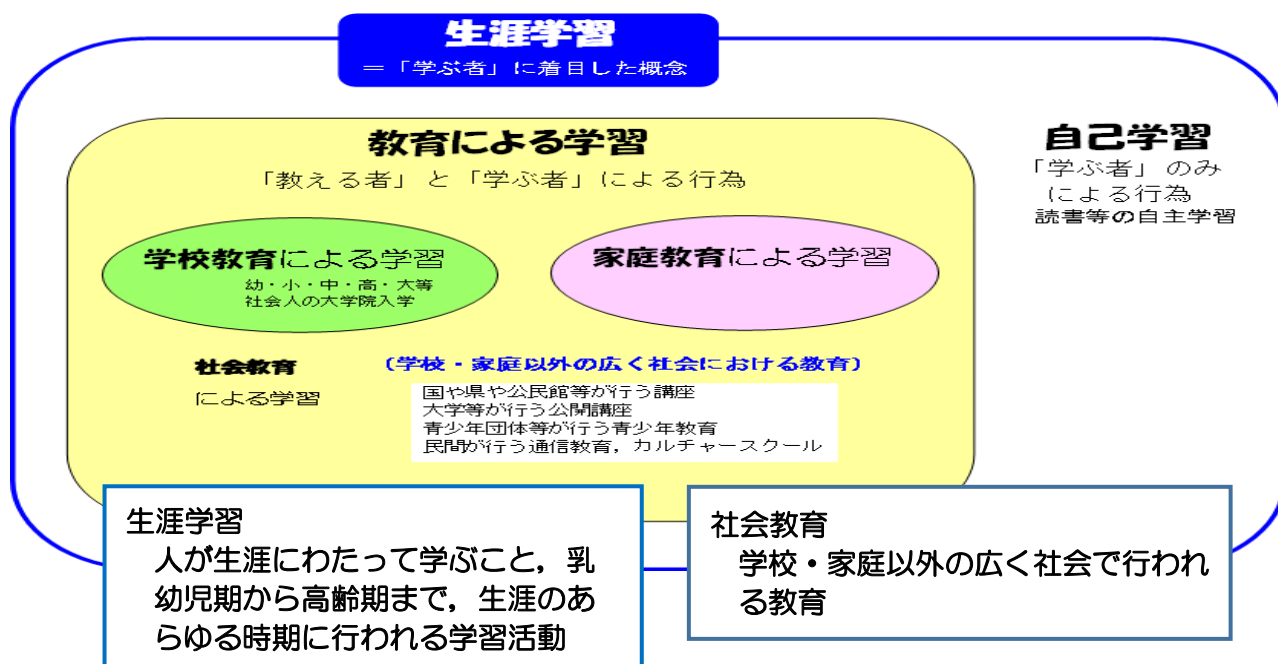 生涯学習
＝「学ぶ者」に着目した概念
教育による学習
「教える者」と「学ぶ者」による行為
自己学習
「学ぶ者」のみ
による行為
読書等の自主学習
学校教育による学習
幼・小・中・高・大等
社会人の大学院入学
家庭教育による学習
社会教育
による学習
（学校・家庭以外の広く社会における教育）
国や県や公民館等が行う講座
大学等が行う公開講座
青少年団体等が行う青少年教育
民間が行う通信教育，カルチャースクール
生涯学習
人が生涯にわたって学ぶこと，乳
幼児期から高齢期まで，生涯のあ
らゆる時期に行われる学習活動
社会教育
学校・家庭以外の広く社会で行われ
る教育